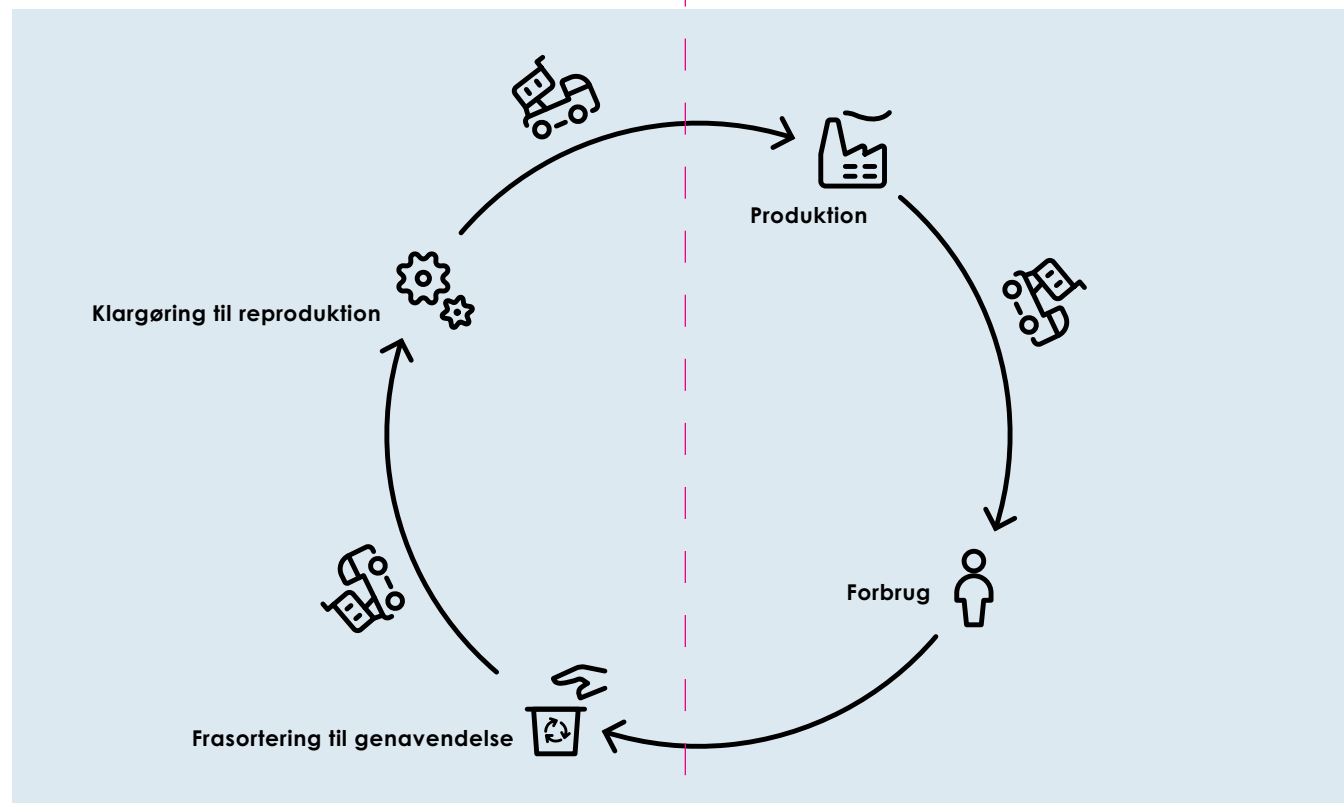 Produktion
Klargøring til reproduktion
Forbrug
Frasortering til genavendelse